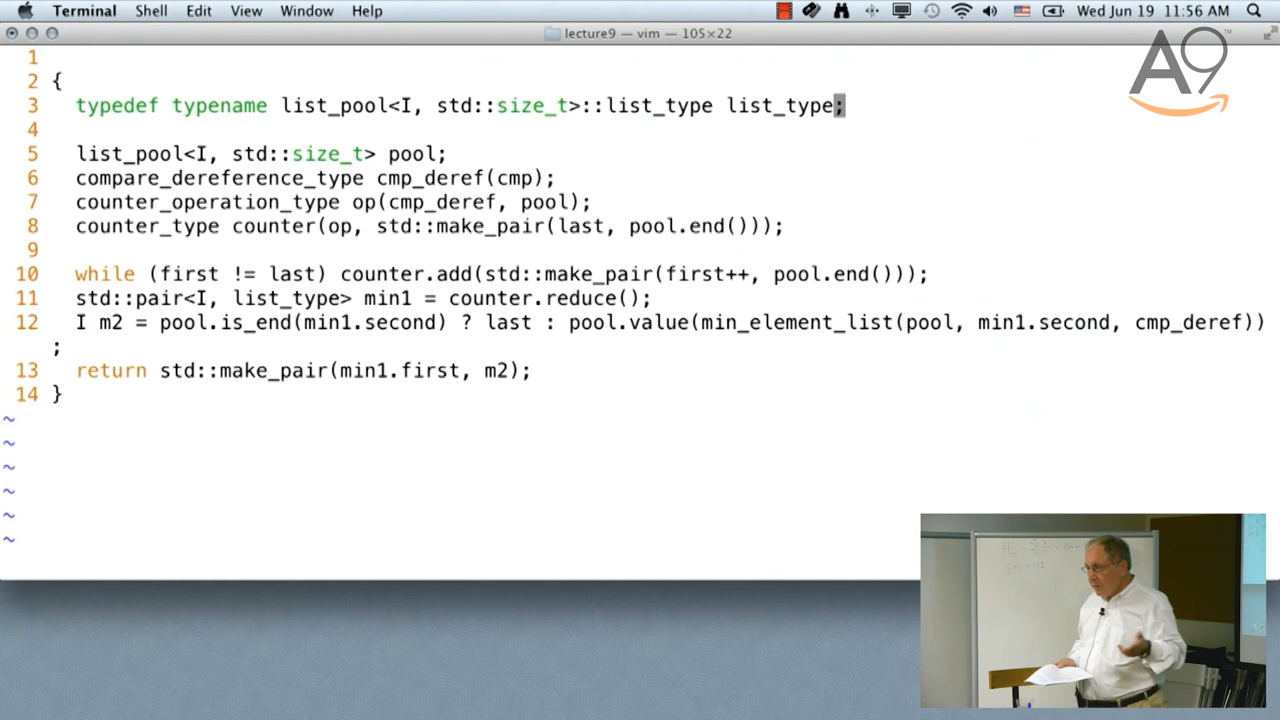 Terminal Shell Edit View Window Help Wed Jun 19 11:56 AM
lecture9 — vim — 105×22
A9™
1
2 {
3 typedef typename list_pool<I, std::size_t>::list_type list_type;
4
5 list_pool<I, std::size_t> pool;
6 compare_dereference_type cmp_deref(cmp);
7 counter_operation_type op(cmp_deref, pool);
8 counter_type counter(op, std::make_pair(last, pool.end()));
9
10 while (first != last) counter.add(std::make_pair(first++, pool.end()));
11 std::pair<I, list_type> min1 = counter.reduce();
12 I m2 = pool.is_end(min1.second) ? last : pool.value(min_element_list(pool, min1.second, cmp_deref))
;
13 return std::make_pair(min1.first, m2);
14 }
~
~
~
~
~
~